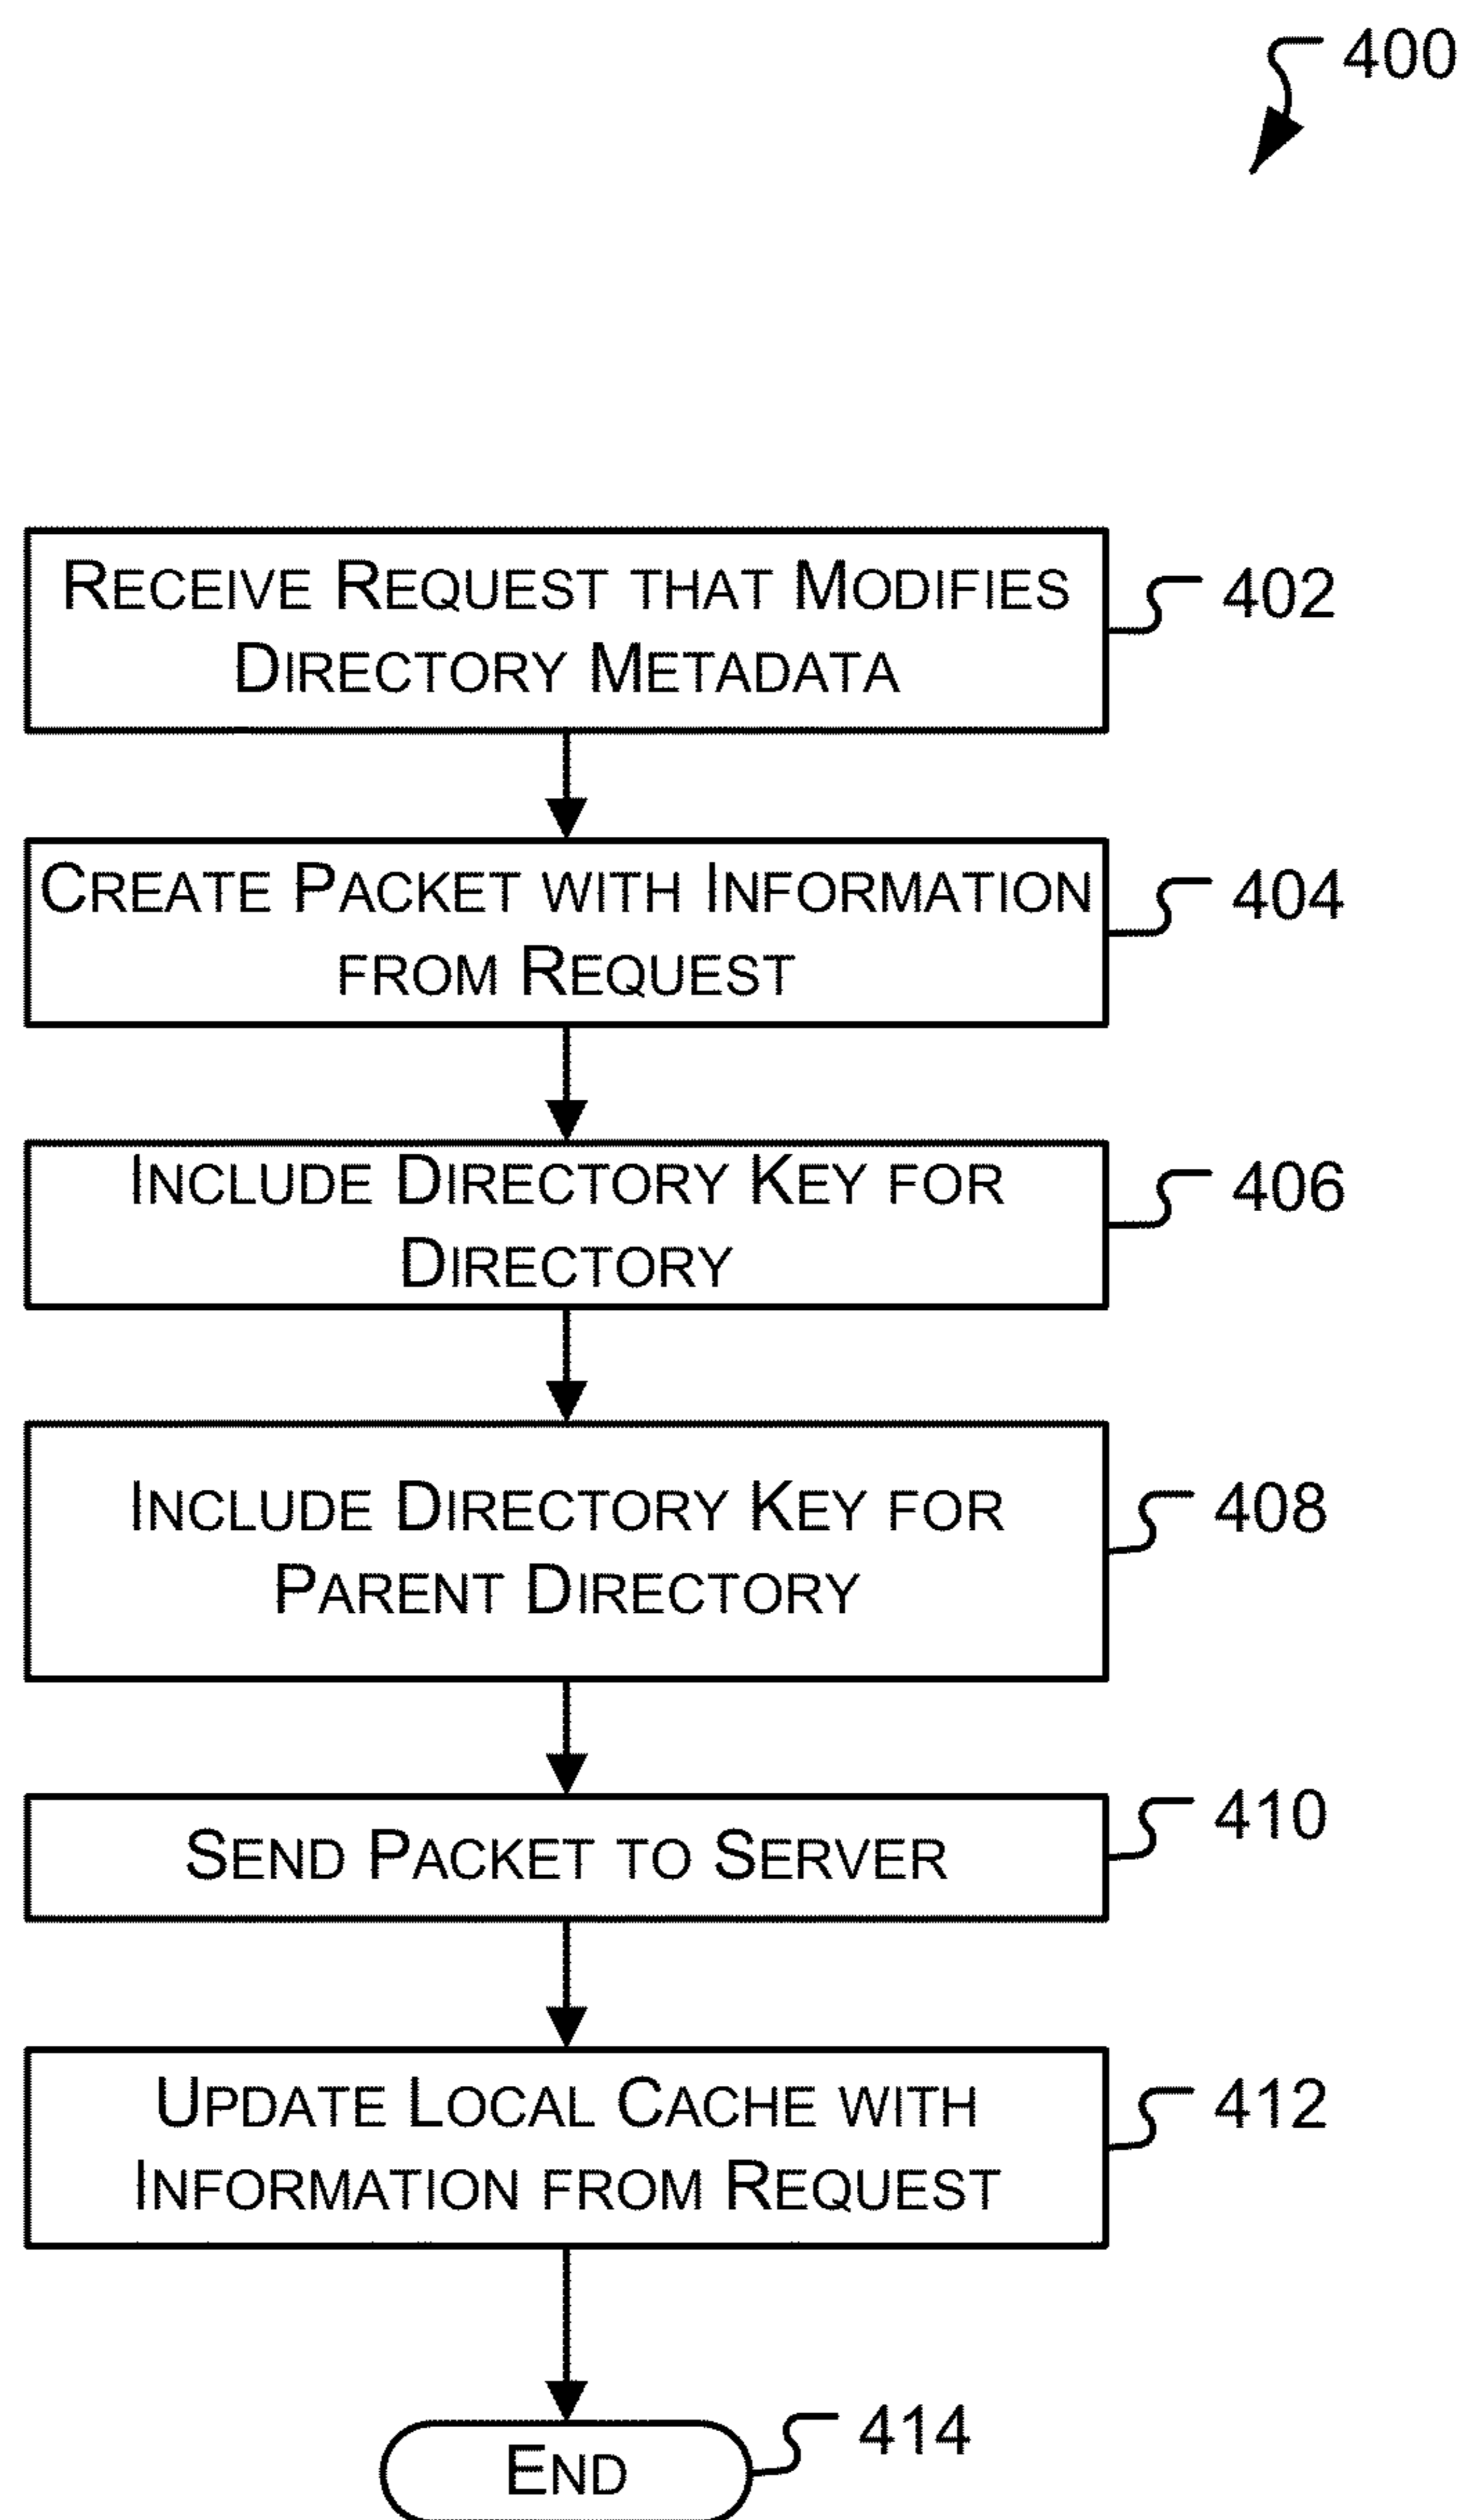 400
RECEIVE REQUEST THAT MODIFIES
DIRECTORY METADATA
402
CREATE PACKET WITH INFORMATION
FROM REQUEST
404
INCLUDE DIRECTORY KEY FOR
DIRECTORY
406
INCLUDE DIRECTORY KEY FOR
PARENT DIRECTORY
408
SEND PACKET TO SERVER
410
UPDATE LOCAL CACHE WITH
INFORMATION FROM REQUEST
412
END
414